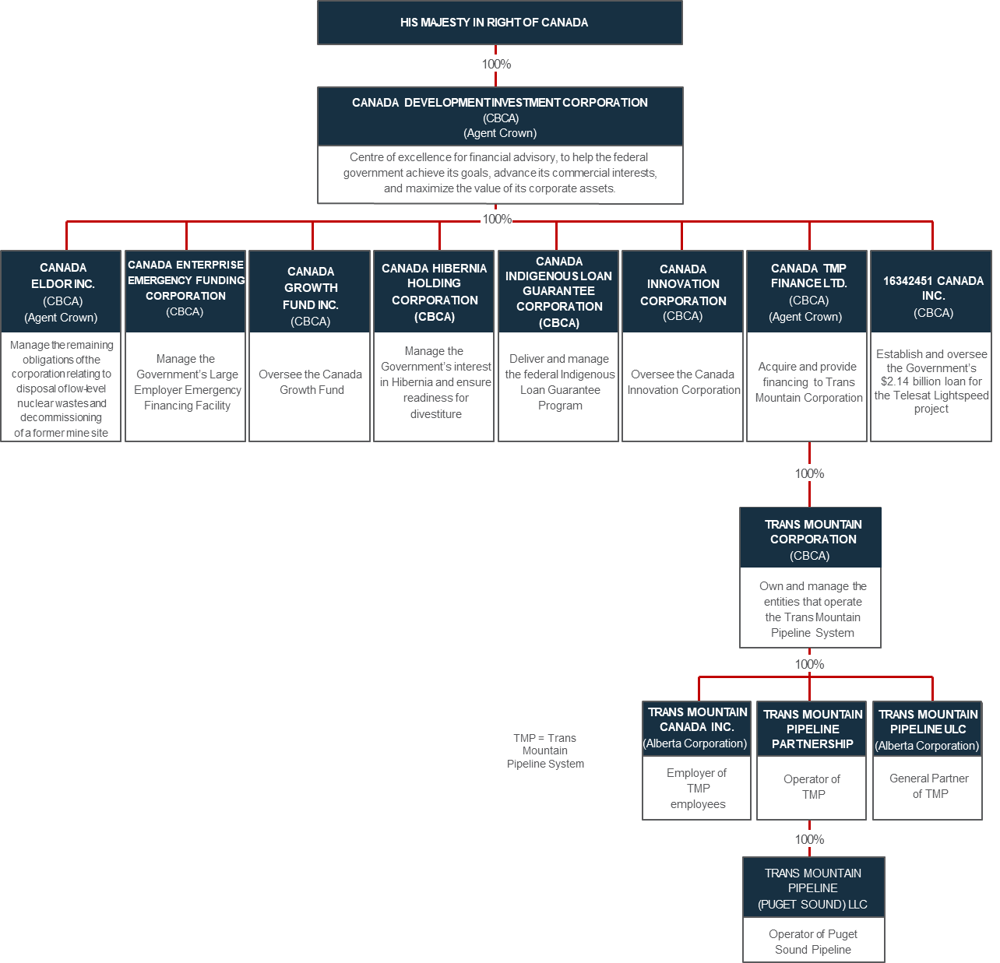 HIS MAJESTY IN RIGHT OF CANADA
100%
CANADA DEVELOPMENT INVESTMENT CORPORATION
(CBCA)
(Agent Crown)
Centre of excellence for financial advisory, to help the federal
government achieve its goals, advance its commercial interests,
and maximize the value of its corporate assets.
100%
CANADA
ELDOR INC.
(CBCA)
(Agent Crown)
Manage the remaining
obligations of the
corporation relating to
disposal of low-level
nuclear wastes and
decommissioning
of a former mine site
CANADA ENTERPRISE
EMERGENCY FUNDING
CORPORATION
(CBCA)
Manage the
Government's Large
Employer Emergency
Financing Facility
CANADA
GROWTH
FUND INC.
(CBCA)
Oversee the Canada
Growth Fund
CANADA HIBERNIA
HOLDING
CORPORATION
(CBCA)
Manage the
Government's interest
in Hibernia and ensure
readiness for
divestiture
CANADA
INDIGENOUS LOAN
GUARANTEE
CORPORATION
(CBCA)
Deliver and manage
the federal Indigenous
Loan Guarantee
Program
CANADA
INNOVATION
CORPORATION
(CBCA)
Oversee the Canada
Innovation Corporation
CANADA TMP
FINANCE LTD.
(CBCA)
(Agent Crown)
Acquire and provide
financing to Trans
Mountain Corporation
16342451 CANADA
INC.
(CBCA)
Establish and oversee
the Government's
$2.14 billion loan for
the Telesat Lightspeed
project
100%
TRANS MOUNTAIN
CORPORATION
(CBCA)
Own and manage the
entities that operate
the Trans Mountain
Pipeline System
100%
TRANS MOUNTAIN
CANADA INC.
(Alberta Corporation)
Employer of
TMP
employees
TRANS MOUNTAIN
PIPELINE
PARTNERSHIP
Operator of
TMP
TRANS MOUNTAIN
PIPELINE ULC
(Alberta Corporation)
General Partner
of TMP
TMP = Trans
Mountain
Pipeline System
100%
TRANS MOUNTAIN
PIPELINE
(PUGET SOUND) LLC
Operator of Puget
Sound Pipeline